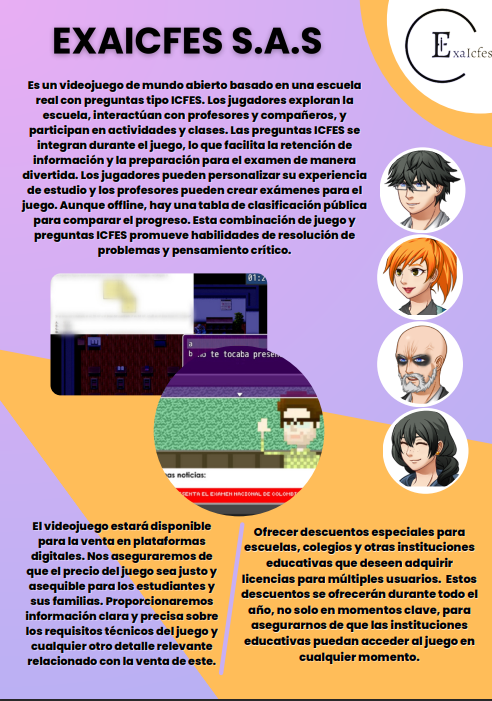 EXAICFES S.A.S
ExaIcfes
Es un videojuego de mundo abierto basado en una escuela
real con preguntas tipo ICFES. Los jugadores exploran la
escuela, interactúan con profesores y compañeros, y
participan en actividades y clases. Las preguntas ICFES se
integran durante el juego, lo que facilita la retención de
información y la preparación para el examen de manera
divertida. Los jugadores pueden personalizar su experiencia
de estudio y los profesores pueden crear exámenes para el
juego. Aunque offline, hay una tabla de clasificación pública
para comparar el progreso. Esta combinación de juego y
preguntas ICFES promueve habilidades de resolución de
problemas y pensamiento crítico.
01:2
a
b
te tocaba presen
as noticias:
SENTA EL EXAMEN NACIONAL DE COLOMB
El videojuego estará disponible
para la venta en plataformas
digitales. Nos aseguraremos de
que el precio del juego sea justo y
asequible para los estudiantes y
sus familias. Proporcionaremos
información clara y precisa sobre
los requisitos técnicos del juego y
cualquier otro detalle relevante
relacionado con la venta de este.
Ofrecer descuentos especiales para
escuelas, colegios y otras instituciones
educativas que deseen adquirir
licencias para múltiples usuarios. Estos
descuentos se ofrecerán durante todo el
año, no solo en momentos clave, para
asegurarnos de que las instituciones
educativas puedan acceder al juego en
cualquier momento.